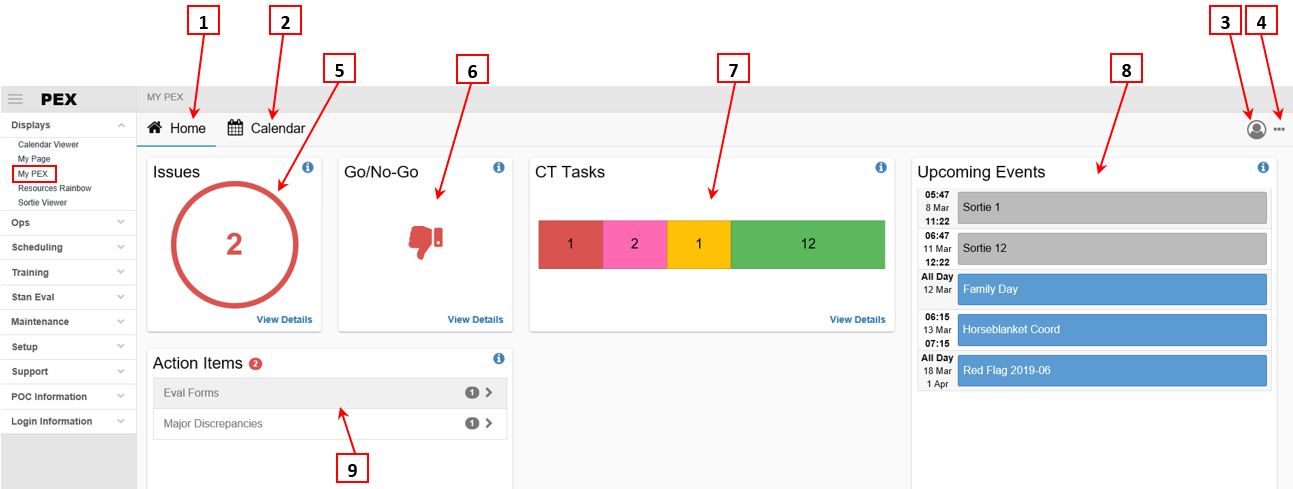 1
2
3
4
5
6
7
8
PEX
MY PEX
Displays
Calendar Viewer
My Page
My PEX
Resources Rainbow
Sortie Viewer
Ops
Scheduling
Training
Stan Eval
Maintenance
Setup
Support
POC Information
Login Information
Home
Calendar
Issues
2
View Details
Go/No-Go
View Details
CT Tasks
1
2
1
12
View Details
Upcoming Events
05:47
8 Mar
11:22
Sortie 1
06:47
11 Mar
12:22
Sortie 12
All Day
12 Mar
Family Day
06:15
13 Mar
07:15
Horseblanket Coord
All Day
18 Mar
1 Apr
Red Flag 2019-06
Action Items 2
Eval Forms 1
Major Discrepancies 1
9